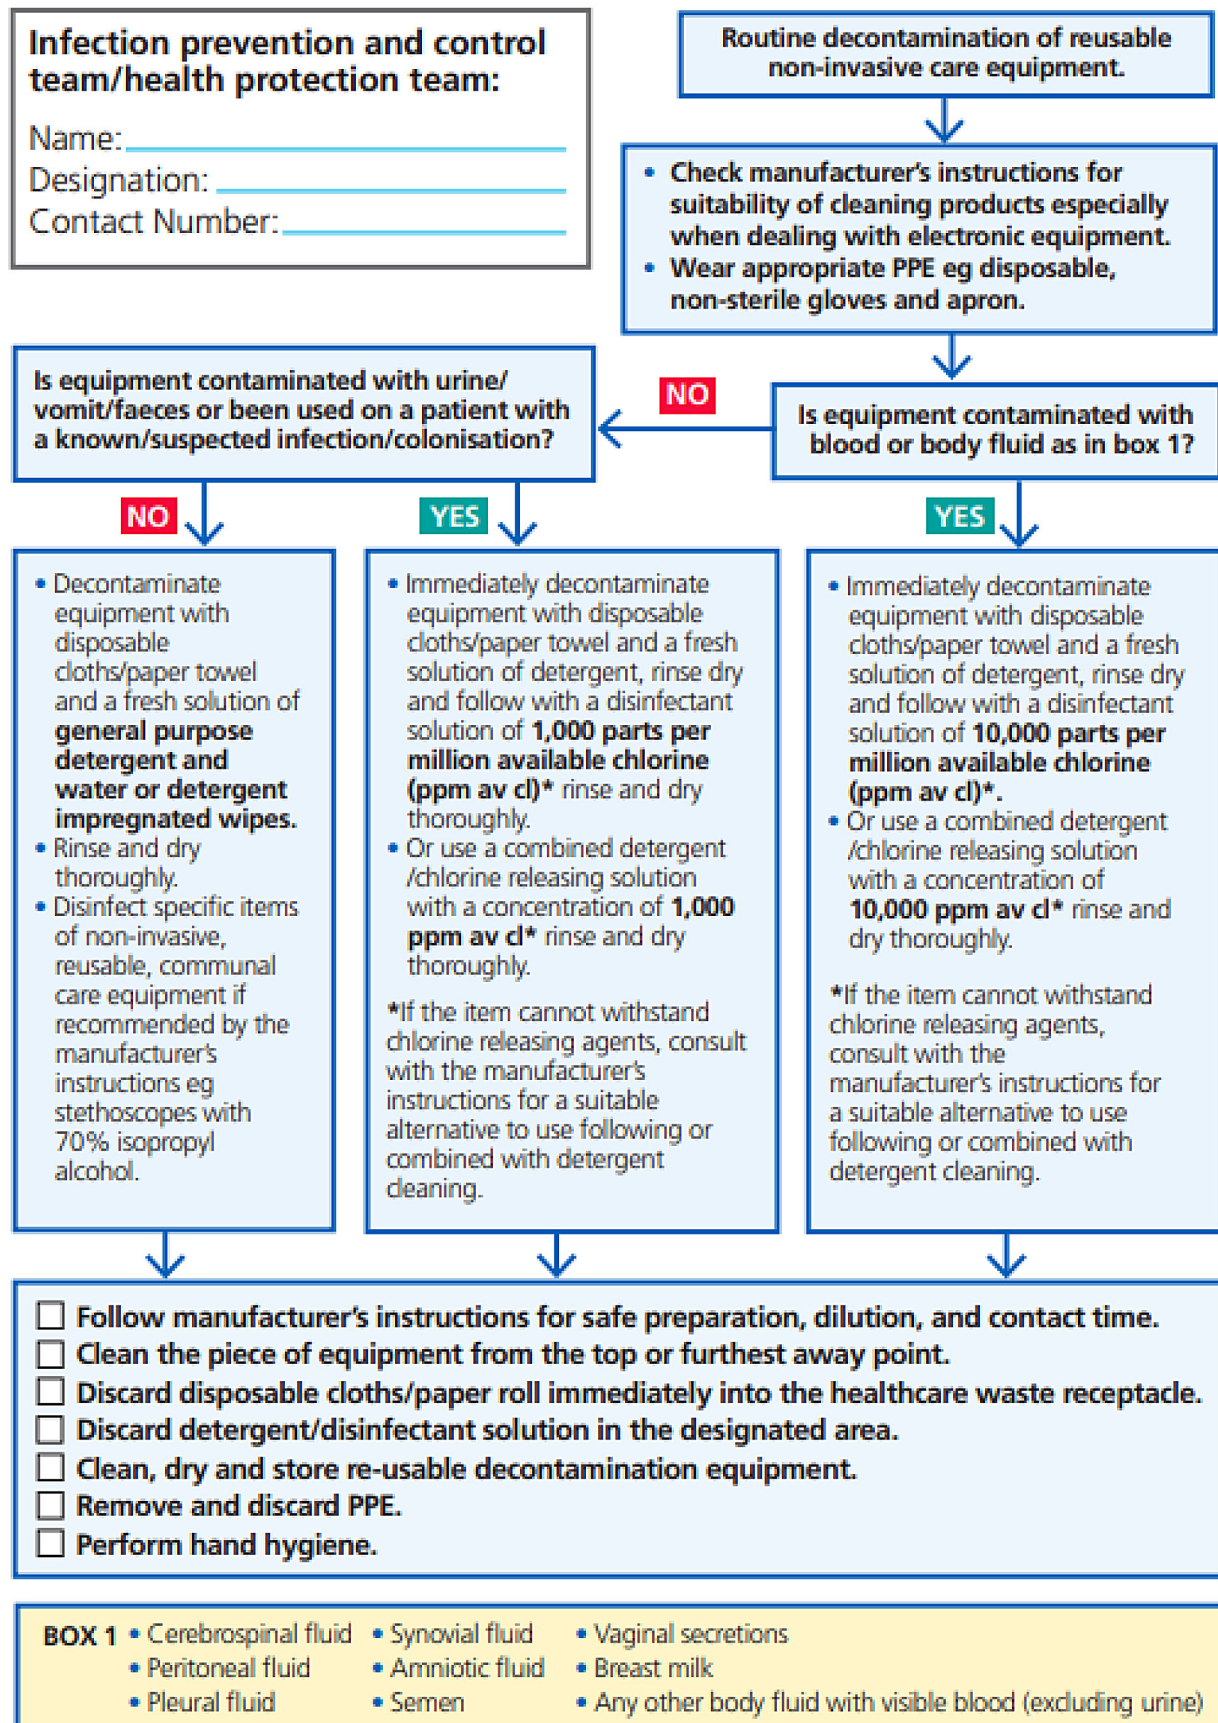 Infection prevention and control
team/health protection team:
Name:
Designation:
Contact Number:
Routine decontamination of reusable
non-invasive care equipment.
• Check manufacturer's instructions for
suitability of cleaning products especially
when dealing with electronic equipment.
• Wear appropriate PPE eg disposable,
non-sterile gloves and apron.
Is equipment contaminated with
blood or body fluid as in box 1?
NO
Is equipment contaminated with urine/
vomit/faeces or been used on a patient with
a known/suspected infection/colonisation?
NO
YES
YES
• Decontaminate
equipment with
disposable
cloths/paper towel
and a fresh solution of
general purpose
detergent and
water or detergent
impregnated wipes.
• Rinse and dry
thoroughly.
• Disinfect specific items
of non-invasive,
reusable, communal
care equipment if
recommended by the
manufacturer's
instructions eg
stethoscopes with
70% isopropyl
alcohol.
• Immediately decontaminate
equipment with disposable
cloths/paper towel and a fresh
solution of detergent, rinse dry
and follow with a disinfectant
solution of 1,000 parts per
million available chlorine
(ppm av cl)* rinse and dry
thoroughly.
• Or use a combined detergent
/chlorine releasing solution
with a concentration of 1,000
ppm av cl* rinse and dry
thoroughly.
*If the item cannot withstand
chlorine releasing agents, consult
with the manufacturer's
instructions for a suitable
alternative to use following or
combined with detergent
cleaning.
• Immediately decontaminate
equipment with disposable
cloths/paper towel and a fresh
solution of detergent, rinse dry
and follow with a disinfectant
solution of 10,000 parts per
million available chlorine
(ppm av cl)*.
• Or use a combined detergent
/chlorine releasing solution
with a concentration of
10,000 ppm av cl* rinse and
dry thoroughly.
*If the item cannot withstand
chlorine releasing agents,
consult with the
manufacturer's instructions for
a suitable alternative to use
following or combined with
detergent cleaning.
Follow manufacturer's instructions for safe preparation, dilution, and contact time.
Clean the piece of equipment from the top or furthest away point.
Discard disposable cloths/paper roll immediately into the healthcare waste receptacle.
Discard detergent/disinfectant solution in the designated area.
Clean, dry and store re-usable decontamination equipment.
Remove and discard PPE.
Perform hand hygiene.
BOX 1 • Cerebrospinal fluid • Synovial fluid • Vaginal secretions
• Peritoneal fluid • Amniotic fluid • Breast milk
• Pleural fluid • Semen • Any other body fluid with visible blood (excluding urine)